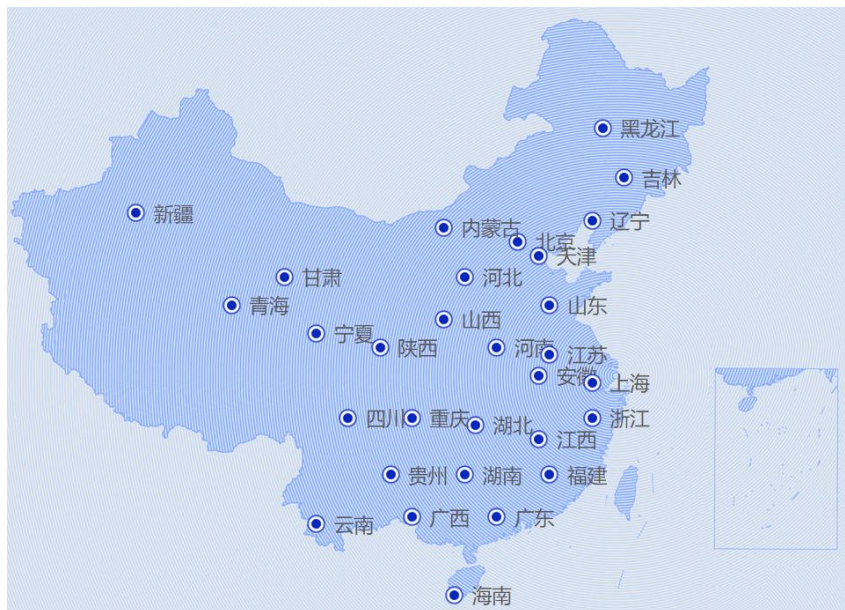 黑龙江
吉林
新疆
辽宁
内蒙古
北京
天津
甘肃
河北
青海
山东
山西
宁夏
陕西
河南
江苏
安徽
上海
四川
重庆
湖北
浙江
江西
贵州
湖南
福建
云南
广西
广东
海南